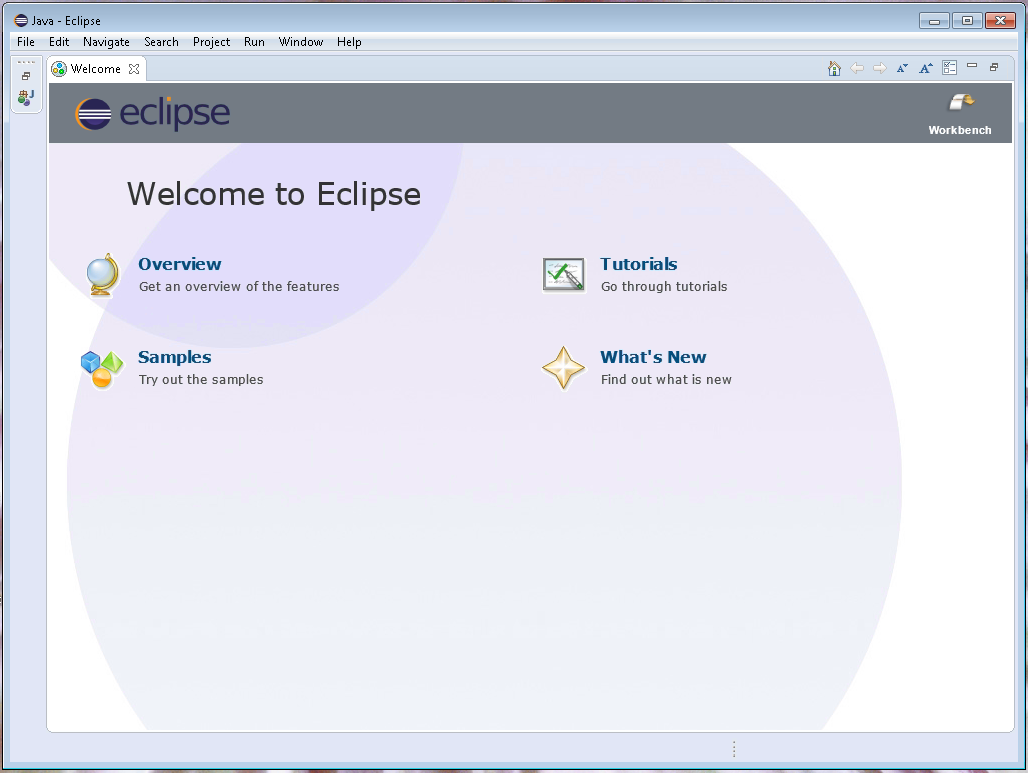 Java - Eclipse
File Edit Navigate Search Project Run Window Help
Welcome
eclipse
Workbench
Welcome to Eclipse
Overview
Get an overview of the features
Tutorials
Go through tutorials
Samples
Try out the samples
What's New
Find out what is new